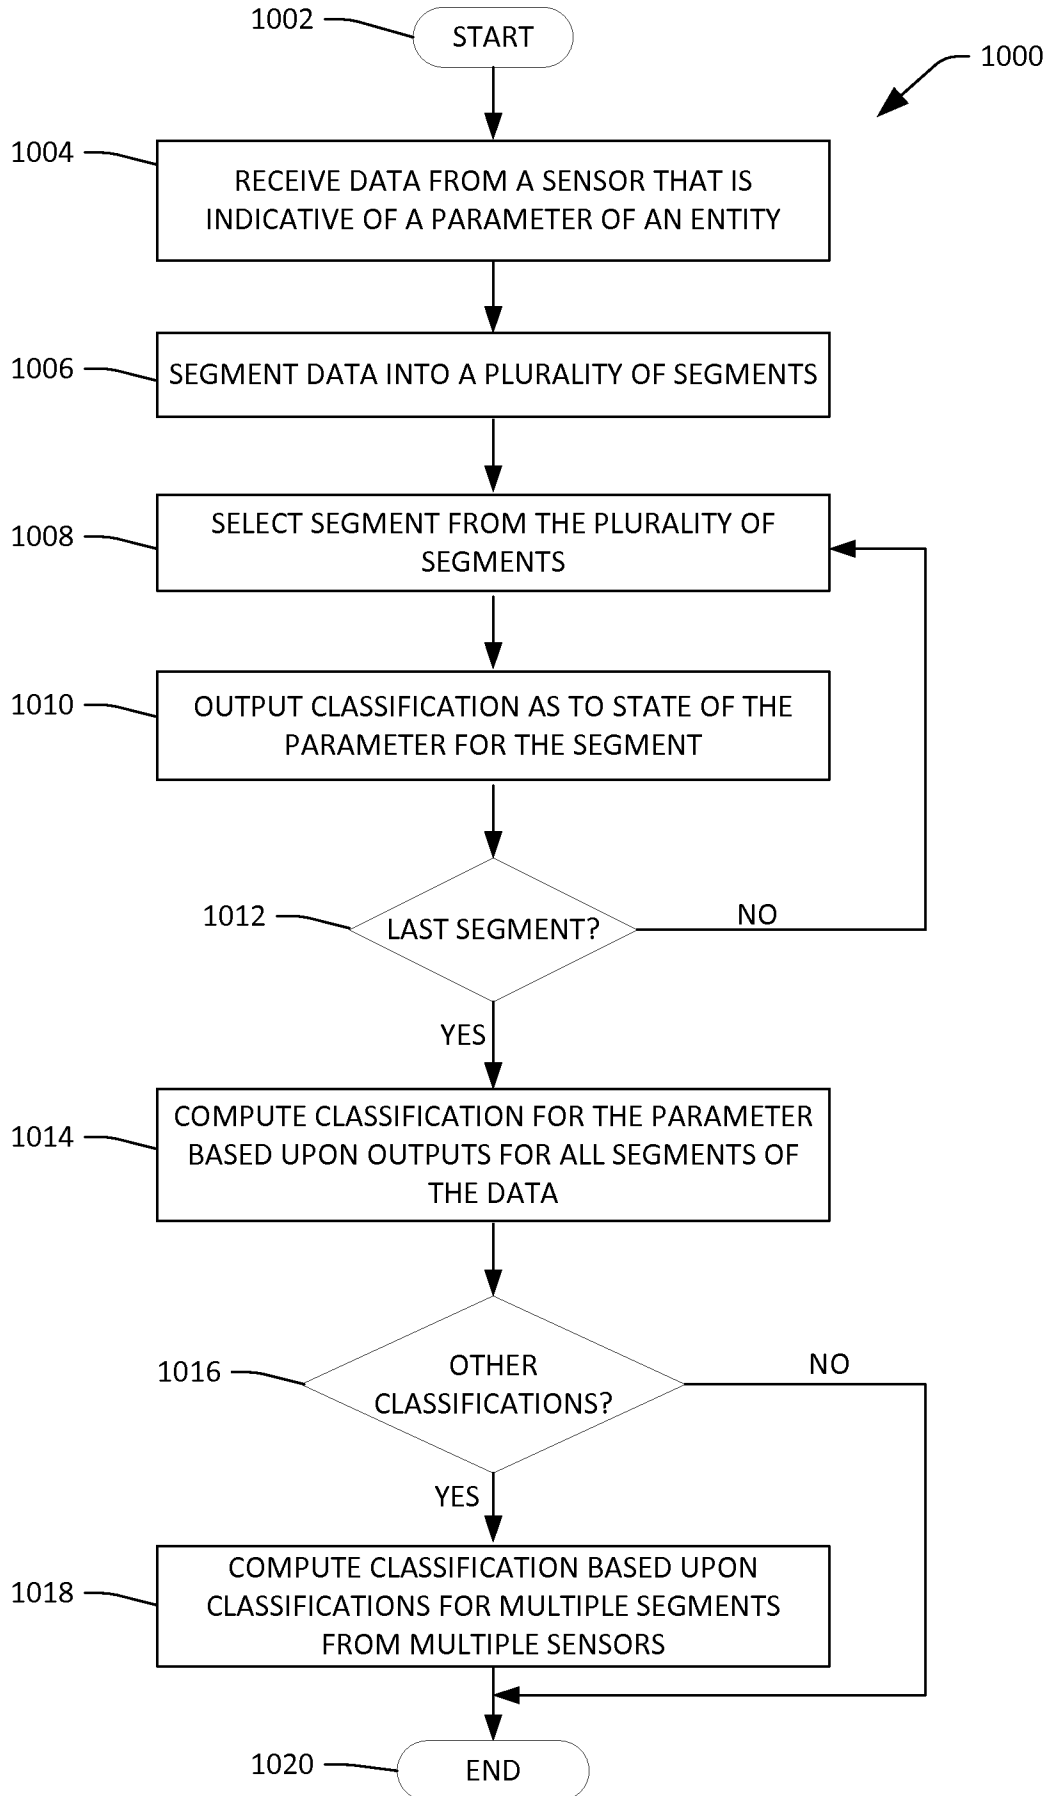 1002
START
1000
1004
RECEIVE DATA FROM A SENSOR THAT IS
INDICATIVE OF A PARAMETER OF AN ENTITY
1006
SEGMENT DATA INTO A PLURALITY OF SEGMENTS
1008
SELECT SEGMENT FROM THE PLURALITY OF
SEGMENTS
1010
OUTPUT CLASSIFICATION AS TO STATE OF THE
PARAMETER FOR THE SEGMENT
1012
LAST SEGMENT?
NO
YES
1014
COMPUTE CLASSIFICATION FOR THE PARAMETER
BASED UPON OUTPUTS FOR ALL SEGMENTS OF
THE DATA
1016
OTHER
CLASSIFICATIONS?
NO
YES
1018
COMPUTE CLASSIFICATION BASED UPON
CLASSIFICATIONS FOR MULTIPLE SEGMENTS
FROM MULTIPLE SENSORS
1020
END